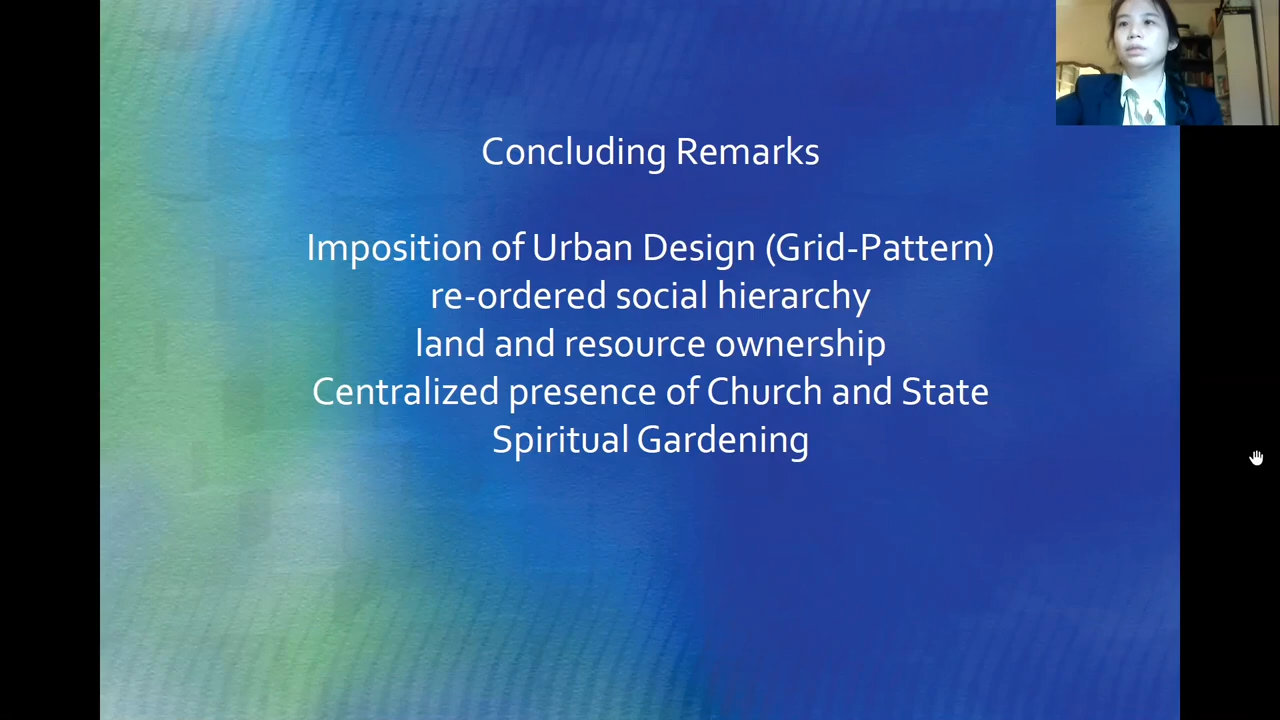 Concluding Remarks
Imposition of Urban Design (Grid-Pattern)
re-ordered social hierarchy
land and resource ownership
Centralized presence of Church and State
Spiritual Gardening